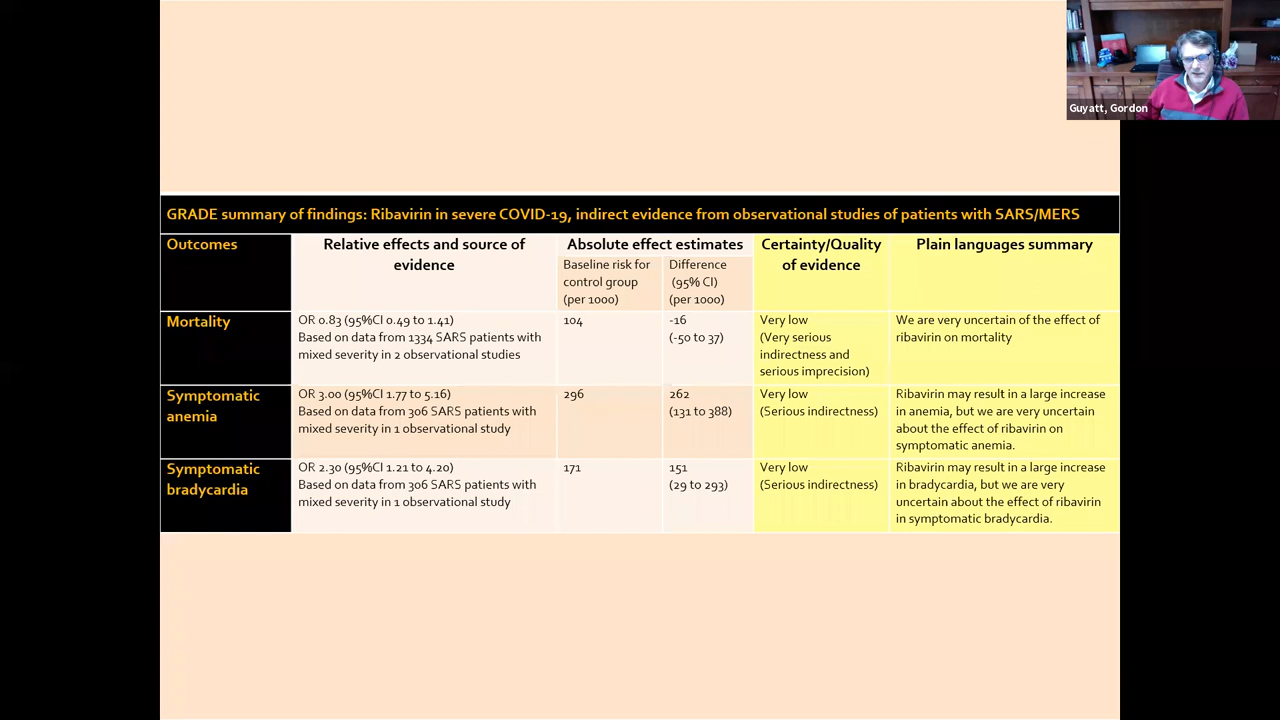 Guyatt, Gordon
GRADE summary of findings: Ribavirin in severe COVID-19, indirect evidence from observational studies of patients with SARS/MERS
Outcomes
Relative effects and source of
evidence
Absolute effect estimates
Certainty/Quality
of evidence
Plain languages summary
Baseline risk for
control group
(per 1000)
Difference
(95% CI)
(per 1000)
Mortality
OR 0.83 (95%CI 0.49 to 1.41)
Based on data from 1334 SARS patients with
mixed severity in 2 observational studies
104
-16
(-50 to 37)
Very low
(Very serious
indirectness and
serious imprecision)
We are very uncertain of the effect of
ribavirin on mortality
Symptomatic
anemia
OR 3.00 (95%CI 1.77 to 5.16)
Based on data from 306 SARS patients with
mixed severity in 1 observational study
296
262
(131 to 388)
Very low
(Serious indirectness)
Ribavirin may result in a large increase
in anemia, but we are very uncertain
about the effect of ribavirin on
symptomatic anemia.
Symptomatic
bradycardia
OR 2.30 (95%CI 1.21 to 4.20)
Based on data from 306 SARS patients with
mixed severity in 1 observational study
171
151
(29 to 293)
Very low
(Serious indirectness)
Ribavirin may result in a large increase
in bradycardia, but we are very
uncertain about the effect of ribavirin
in symptomatic bradycardia.